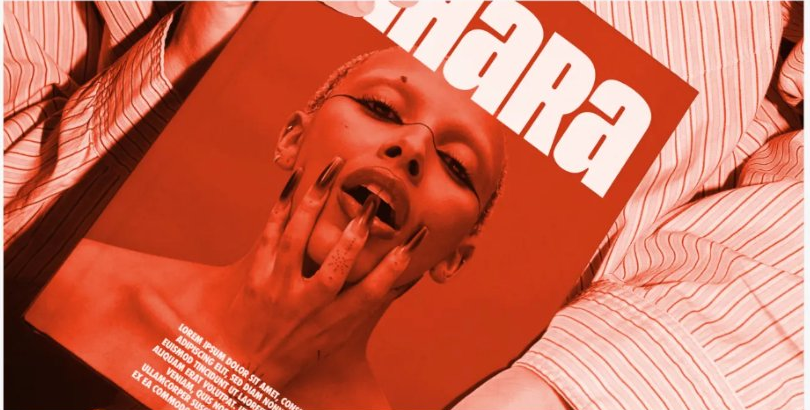 HaRa
LOREM IPSUM DOLOR SIT AMET,
ADIPISCING ELIT, SED DIAM
EUISMOD TINCIDUNT UT
ALIQUAM ERAT VOLUTPAT.
VENIAM, QUIS
ULLAMCORPER
EX EA